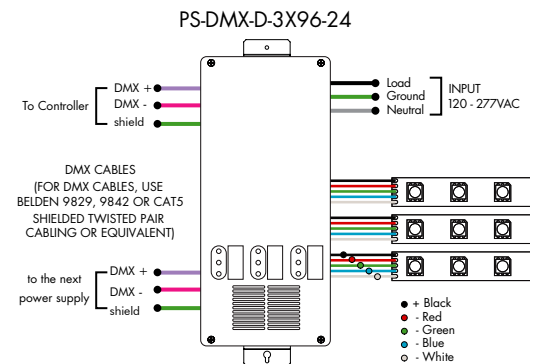 PS-DMX-D-3X96-24
DMX +
To Controller
DMX -
shield
Load
Ground
Neutral
INPUT
120 - 277VAC
DMX CABLES
(FOR DMX CABLES, USE
BELDEN 9829, 9842 OR CAT5
SHIELDED TWISTED PAIR
CABLING OR EQUIVALENT)
to the next
power supply
DMX +
DMX -
shield
+ Black
- Red
- Green
- Blue
- White